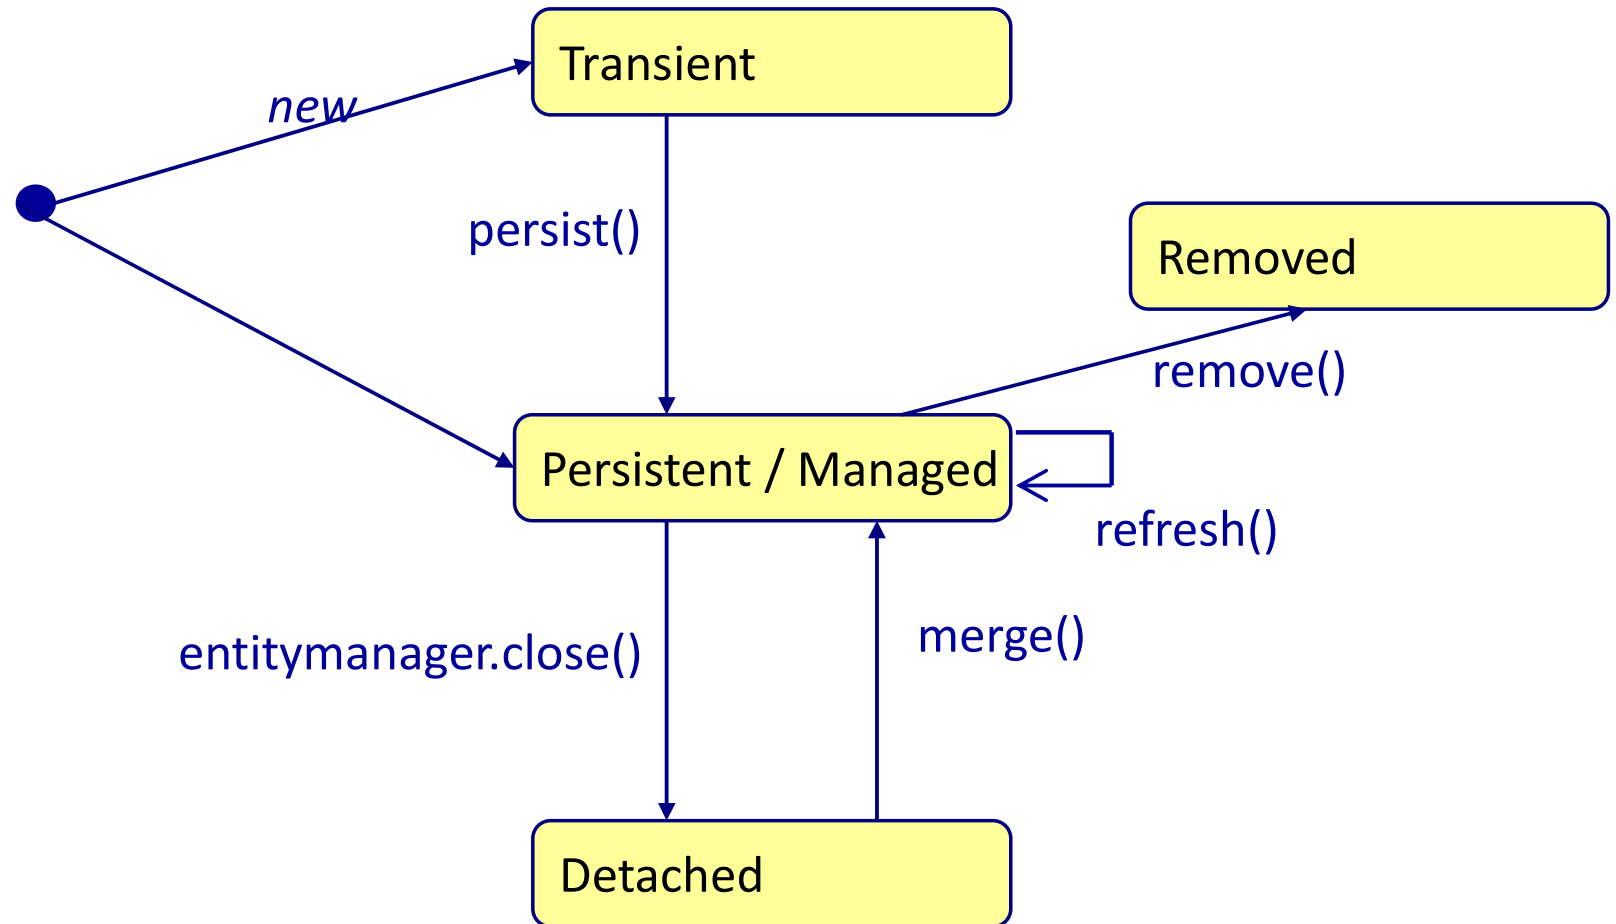 Transient
new
persist()
Removed
remove()
Persistent / Managed
refresh()
entitymanager.close()
merge()
Detached